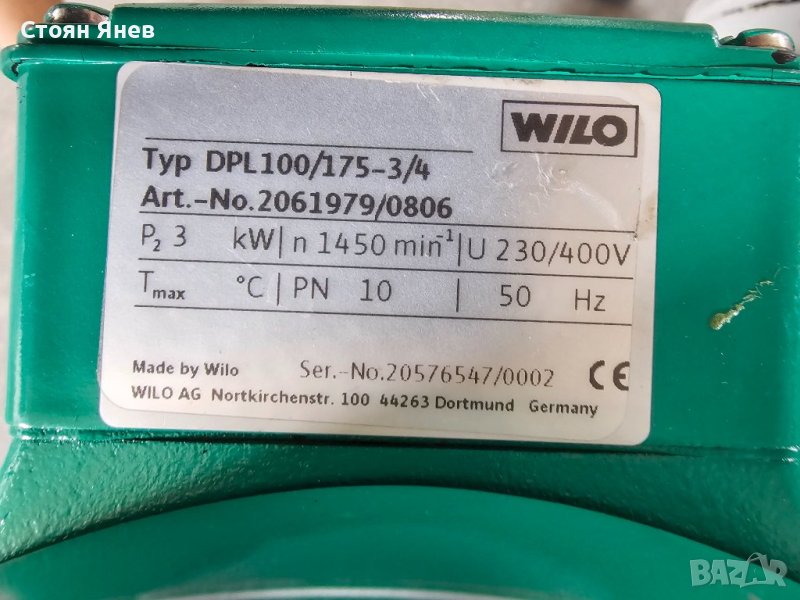 Стоян Янев
WILO
Typ DPL100/175-3/4
Art.-No.2061979/0806
P₂ 3 kW | n 1450 min⁻¹ | U 230/400V
Tmax °C | PN 10 | 50 Hz
Made by Wilo Ser.-No.20576547/0002 CE
WILO AG Nortkirchenstr. 100 44263 Dortmund Germany
BAZAR